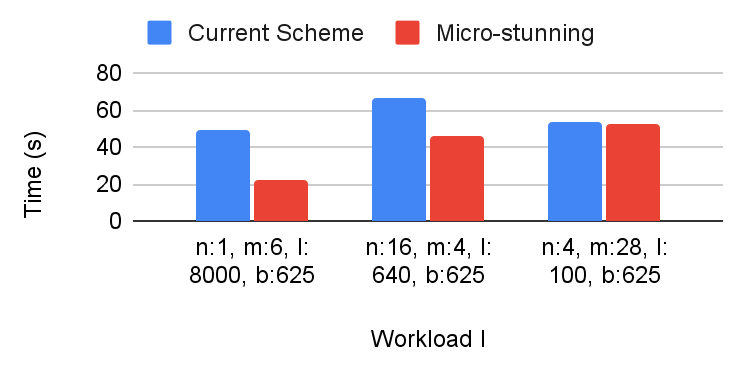 Current Scheme Micro-stunning
80
60
40
20
0
Time (s)
n:1, m:6, l:
8000, b:625
n:16, m:4, l:
640, b:625
n:4, m:28, l:
100, b:625
Workload I